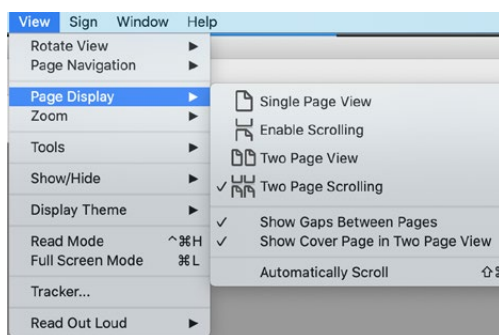 View Sign Window Help
Rotate View
Page Navigation
Page Display
Zoom
Tools
Show/Hide
Display Theme
Read Mode ^⌘H
Full Screen Mode ⌘L
Tracker...
Read Out Loud
Single Page View
Enable Scrolling
Two Page View
✓ Two Page Scrolling
✓ Show Gaps Between Pages
✓ Show Cover Page in Two Page View
Automatically Scroll ⇧⌘